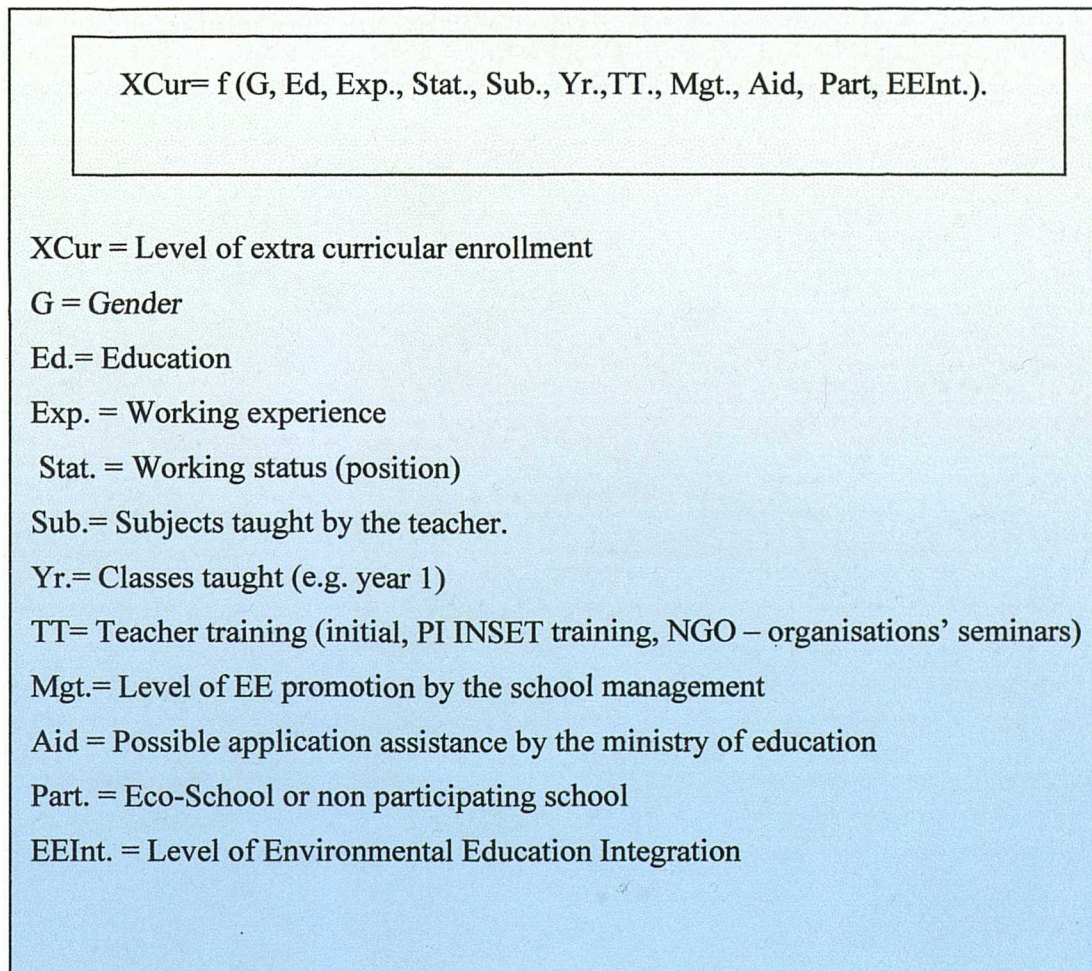 XCur= f (G, Ed, Exp., Stat., Sub., Yr.,TT., Mgt., Aid, Part, EEInt.).
XCur = Level of extra curricular enrollment
G = Gender
Ed.= Education
Exp. = Working experience
Stat. = Working status (position)
Sub.= Subjects taught by the teacher.
Yr.= Classes taught (e.g. year 1)
TT= Teacher training (initial, PI INSET training, NGO – organisations’ seminars)
Mgt.= Level of EE promotion by the school management
Aid = Possible application assistance by the ministry of education
Part. = Eco-School or non participating school
EEInt. = Level of Environmental Education Integration